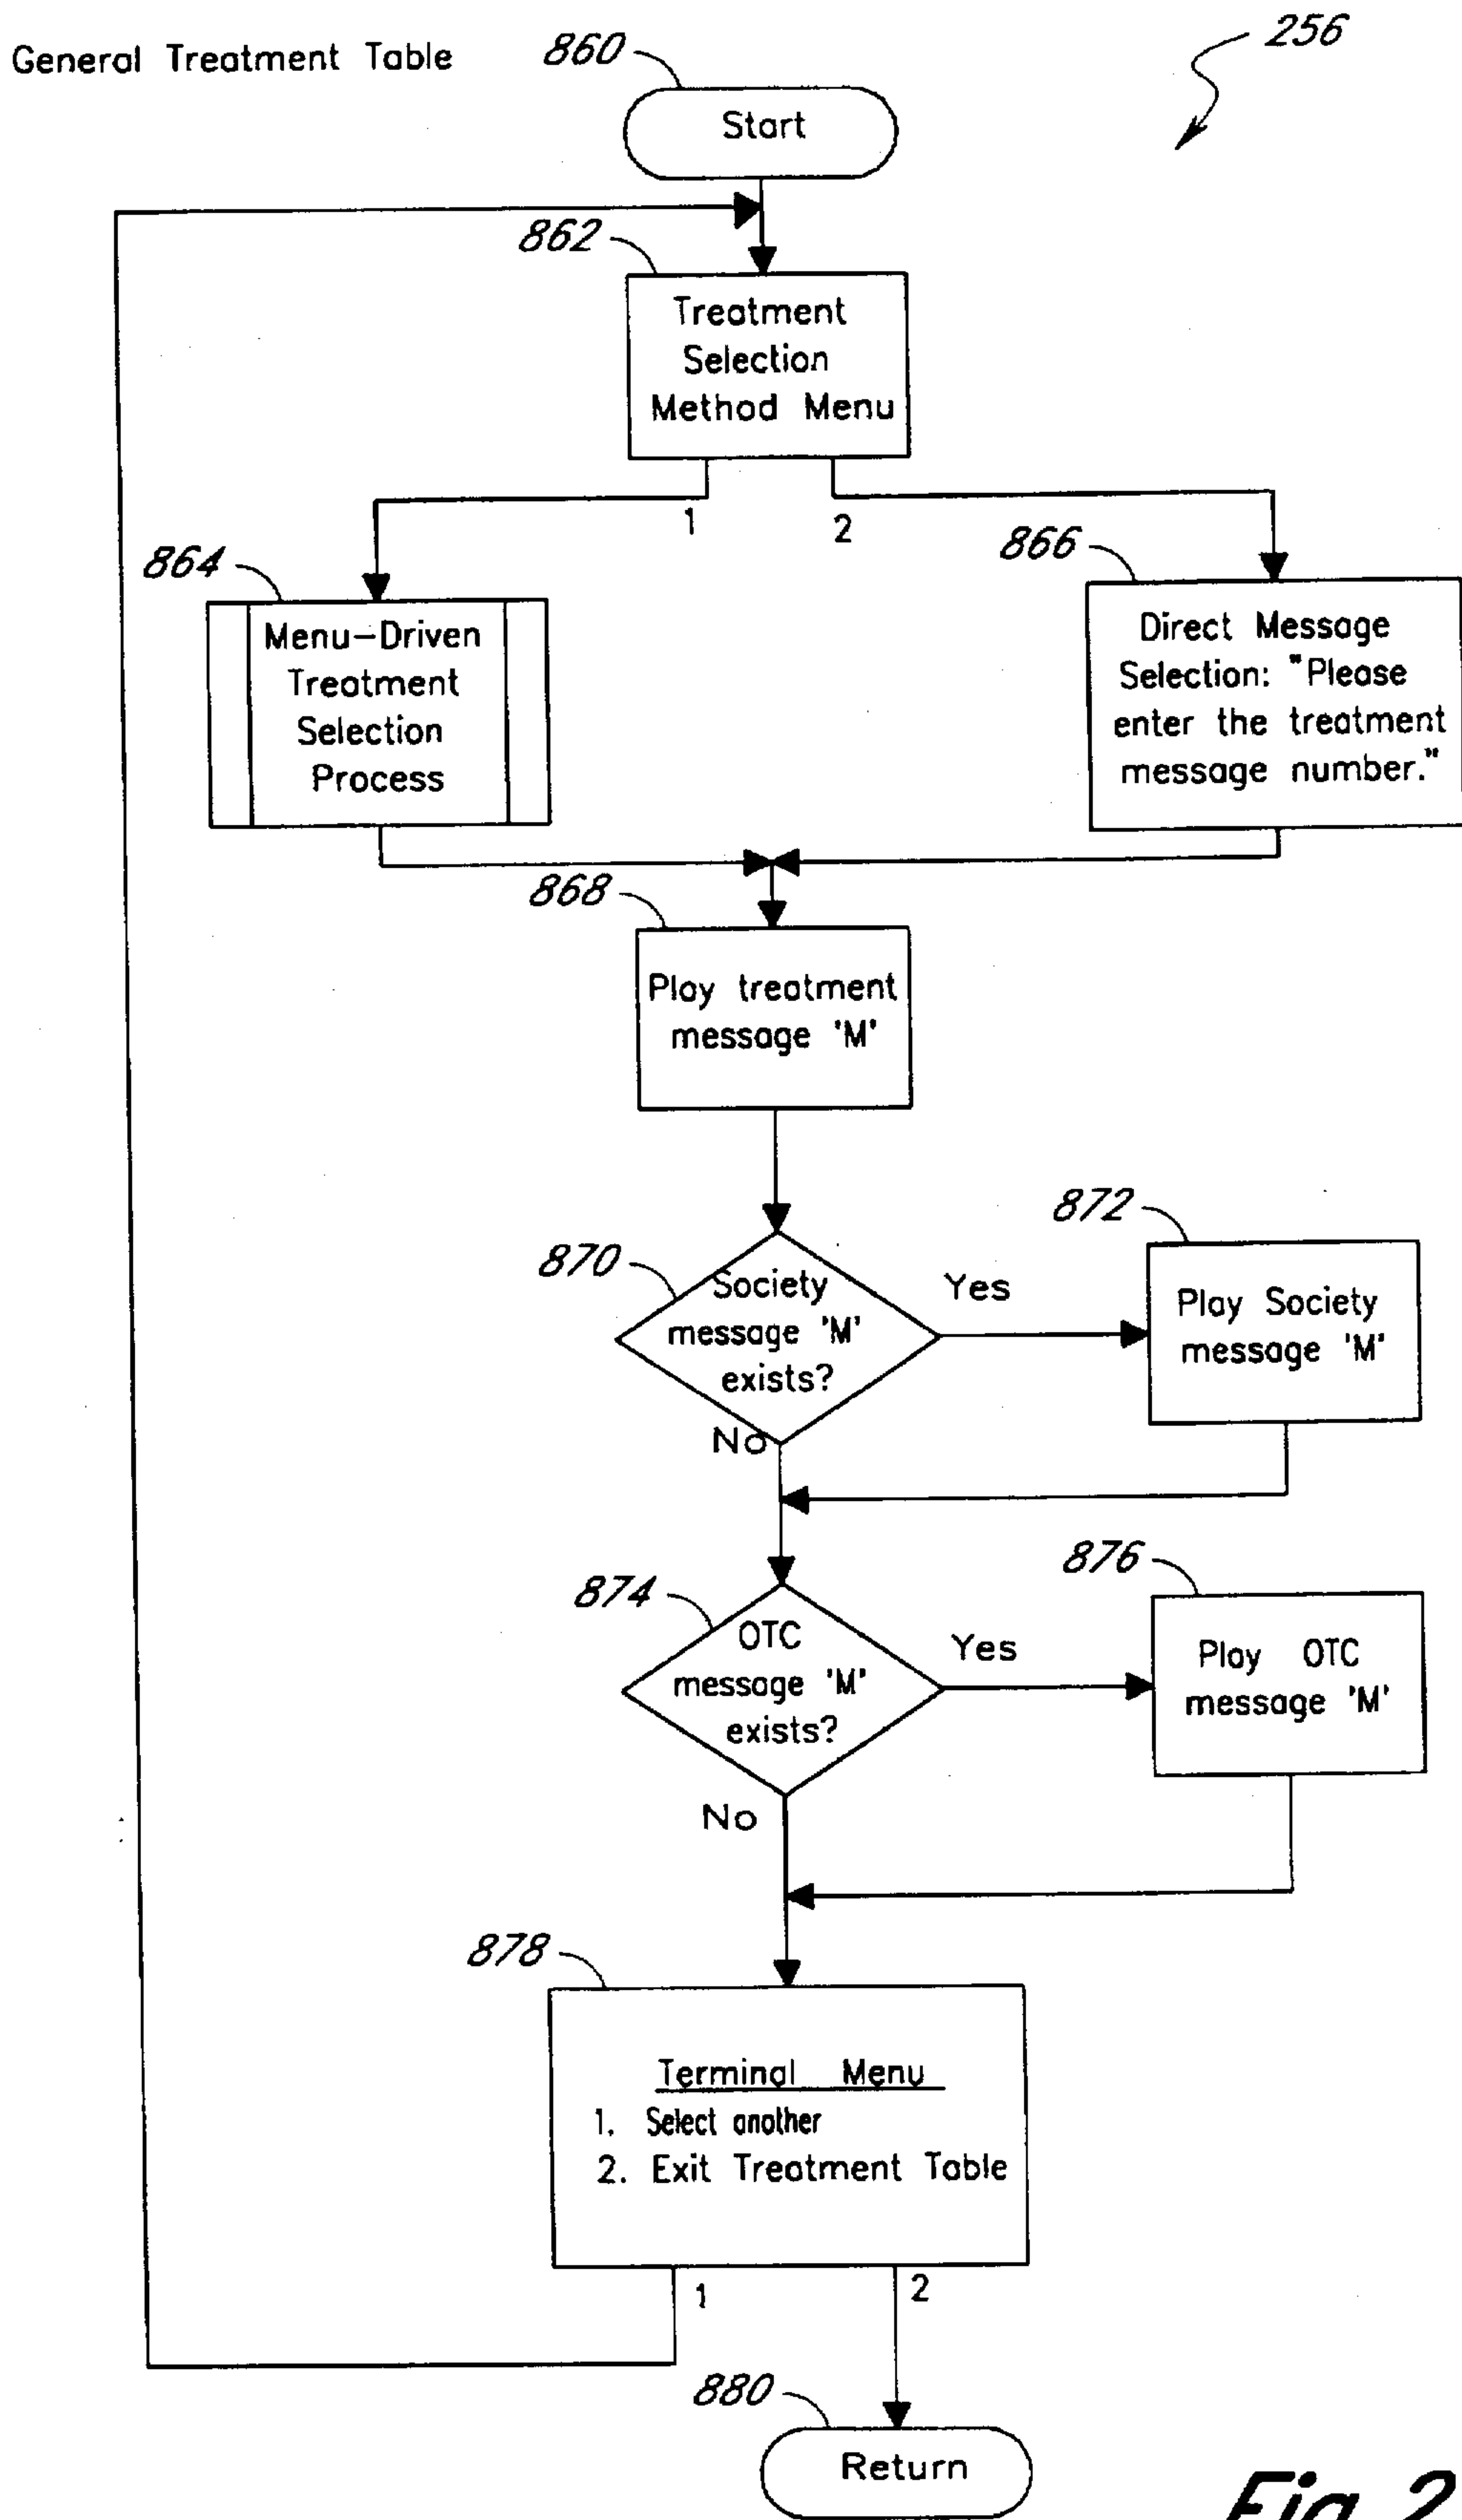 General Treatment Table
860
256
Start
862
Treatment
Selection
Method Menu
1
2
864
866
Menu-Driven
Treatment
Selection
Process
Direct Message
Selection: "Please
enter the treatment
message number."
868
Play treatment
message 'M'
870
Society
message 'M'
exists?
Yes
872
Play Society
message 'M'
No
874
OTC
message 'M'
exists?
Yes
876
Play OTC
message 'M'
No
878
Terminal Menu
1. Select another
2. Exit Treatment Table
1
2
880
Return
Fig. 2